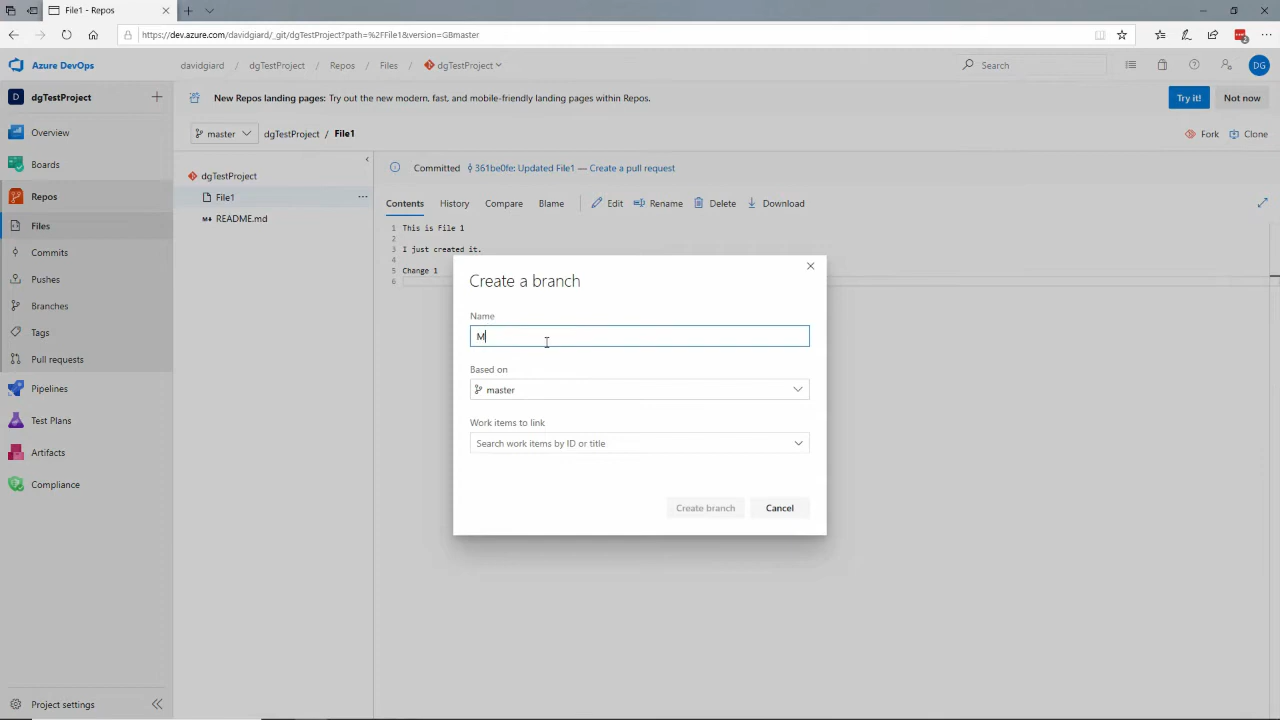 File1 - Repos
https://dev.azure.com/davidgiard/_git/dgTestProject?path=%2FFile1&version=GBmaster
2
Azure DevOps
davidgiard / dgTestProject / Repos / Files / dgTestProject
Search
DG
D dgTestProject
New Repos landing pages: Try out the new modern, fast, and mobile-friendly landing pages within Repos.
Try it!
Not now
Overview
Boards
Repos
Files
Commits
Pushes
Branches
Tags
Pull requests
Pipelines
Test Plans
Artifacts
Compliance
Project settings
master
dgTestProject / File1
Fork
Clone
dgTestProject
File1
README.md
Committed 361be0fe: Updated File1 — Create a pull request
Contents History Compare Blame Edit Rename Delete Download
1 This is File 1
2
3 I just created it.
4
5 Change 1
6
Create a branch
Name
M
Based on
master
Work items to link
Search work items by ID or title
Create branch
Cancel